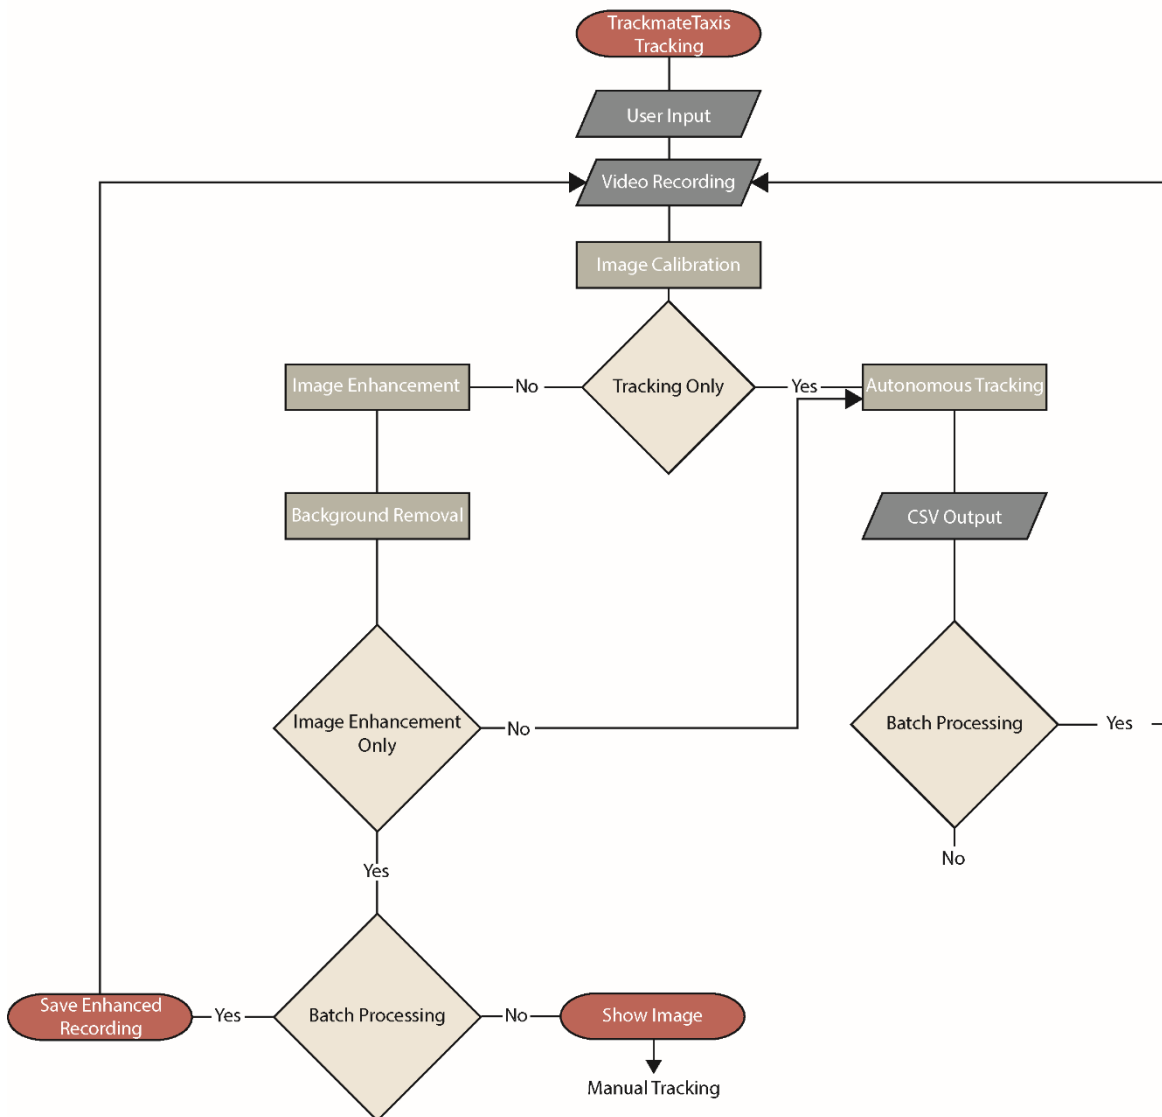 TrackmateTaxis
Tracking
User Input
Video Recording
Image Calibration
Image Enhancement
No
Tracking Only
Yes
Autonomous Tracking
Background Removal
CSV Output
Image Enhancement
Only
No
Batch Processing
Yes
No
Yes
Save Enhanced
Recording
Yes
Batch Processing
No
Show Image
Manual Tracking